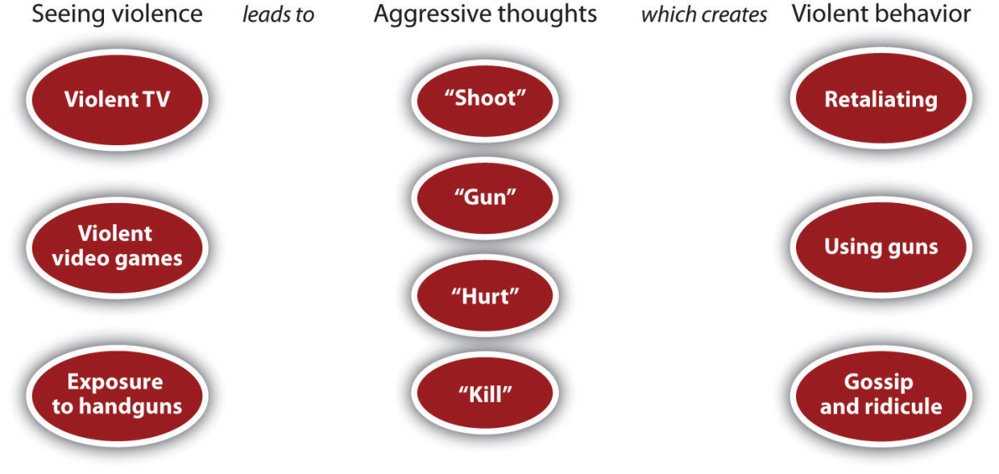 Seeing violence leads to Aggressive thoughts which creates Violent behavior
Violent TV
Violent
video games
Exposure
to handguns
“Shoot”
“Gun”
“Hurt”
“Kill”
Retaliating
Using guns
Gossip
and ridicule